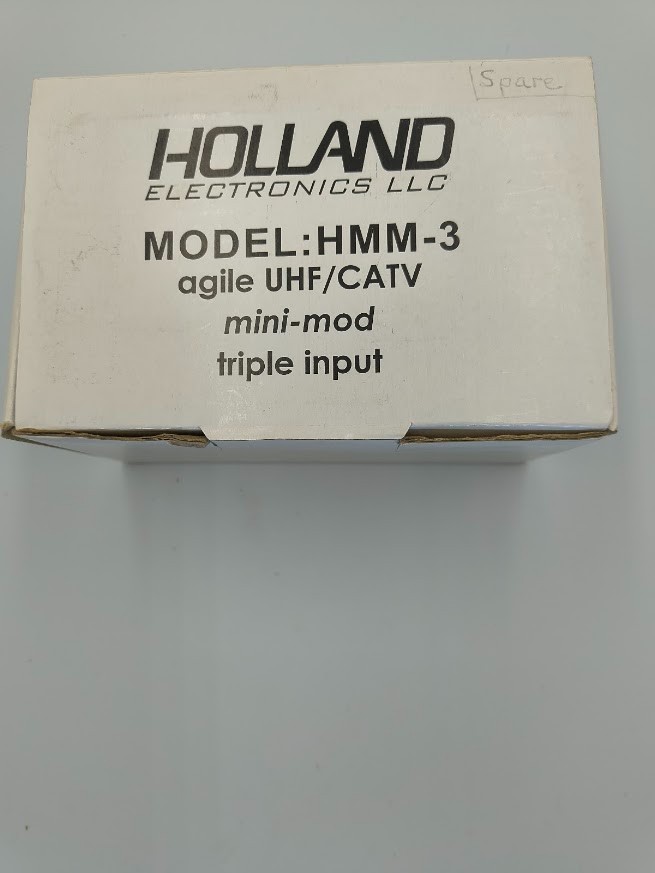 Spare
HOLLAND
ELECTRONICS LLC
MODEL:HMM-3
agile UHF/CATV
mini-mod
triple input